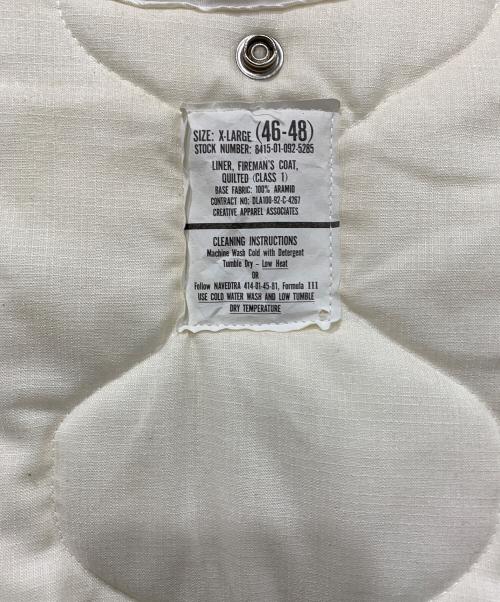 SIZE: X-LARGE (46-48)
STOCK NUMBER: 8415-01-092-5285
LINER, FIREMAN'S COAT,
QUILTED (CLASS 1)
BASE FABRIC: 100% ARAMID
CONTRACT NO: DLA100-92-C-4267
CREATIVE APPAREL ASSOCIATES
CLEANING INSTRUCTIONS
Machine Wash Cold with Detergent
Tumble Dry - Low Heat
OR
Follow NAVEDTRA 414-01-45-81, Formula III
USE COLD WATER WASH AND LOW TUMBLE
DRY TEMPERATURE